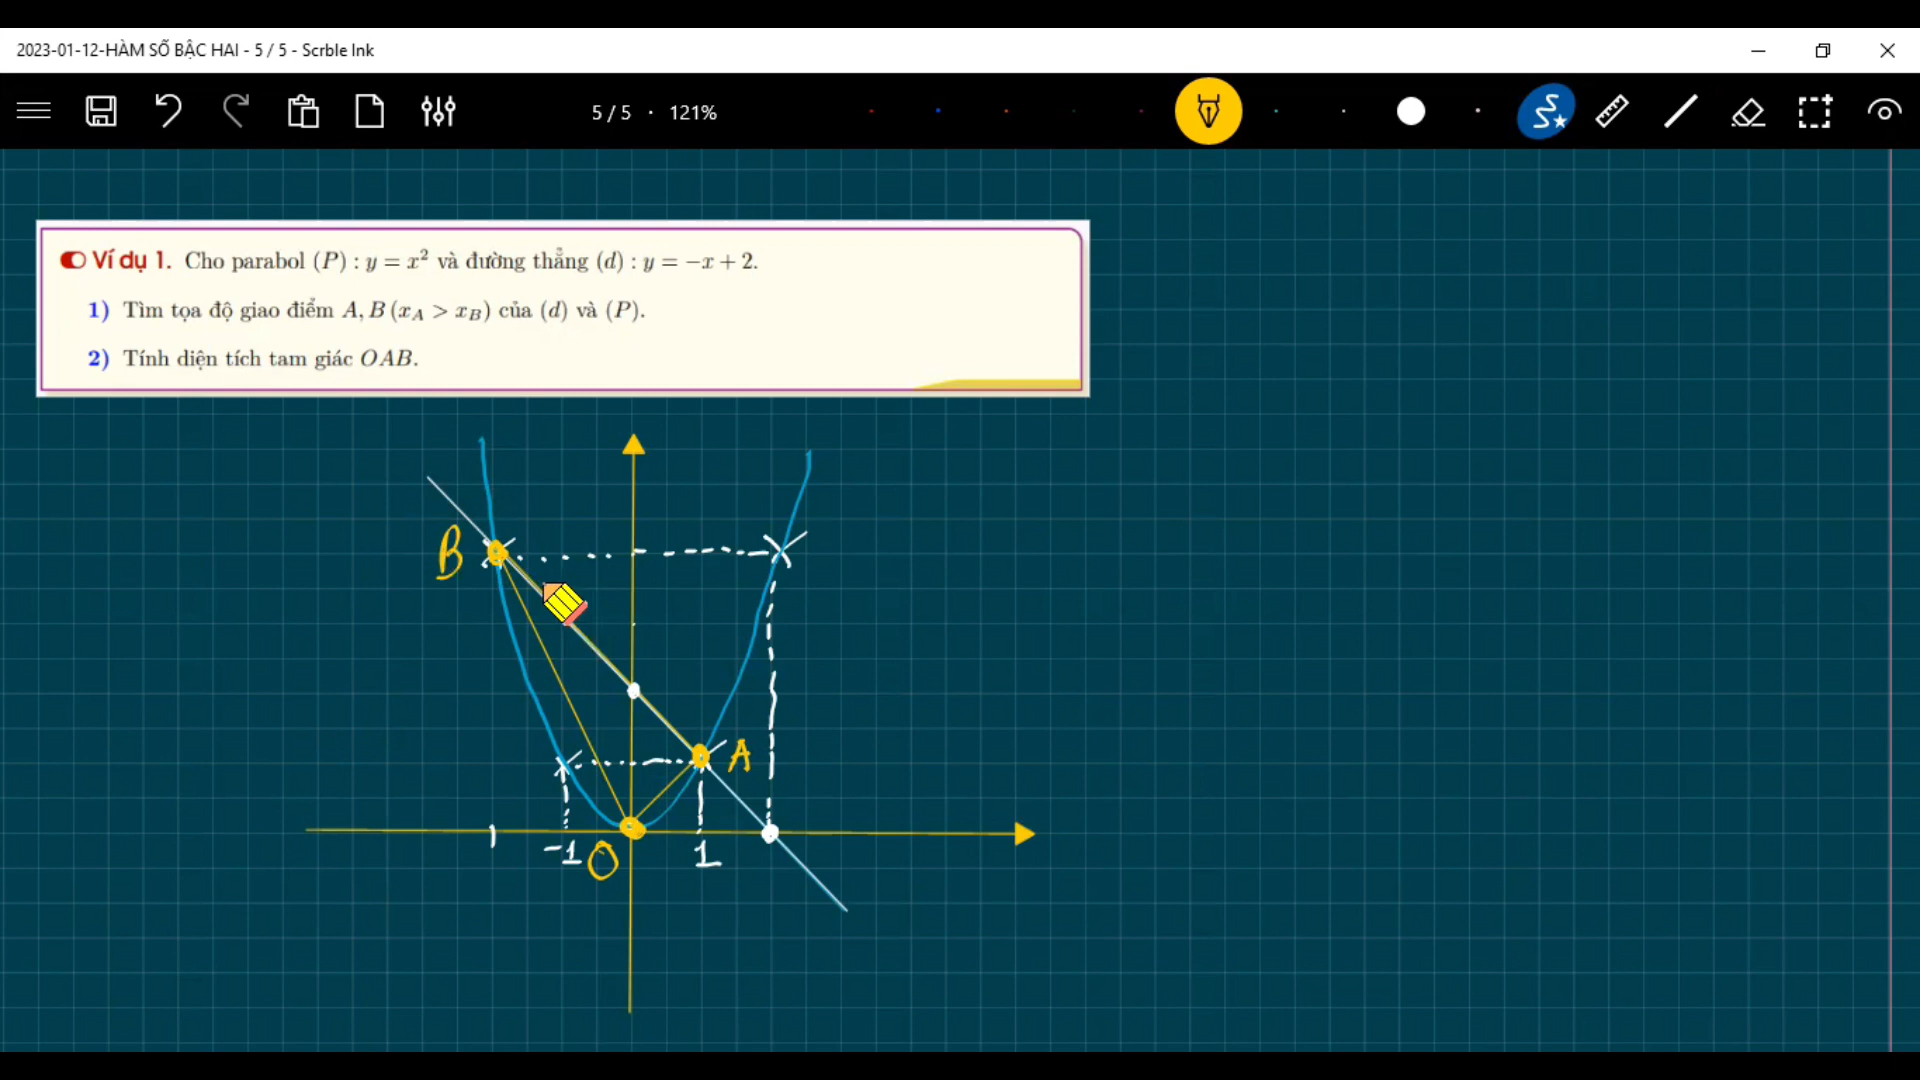 2023-01-12-HÀM SỐ BẬC HAI - 5 / 5 - Scrble Ink
5 / 5 · 121%
Ví dụ 1. Cho parabol (P) : y = x² và đường thẳng (d) : y = −x + 2.
1) Tìm tọa độ giao điểm A, B (x_A > x_B) của (d) và (P).
2) Tính diện tích tam giác OAB.
B
A
-1
O
1